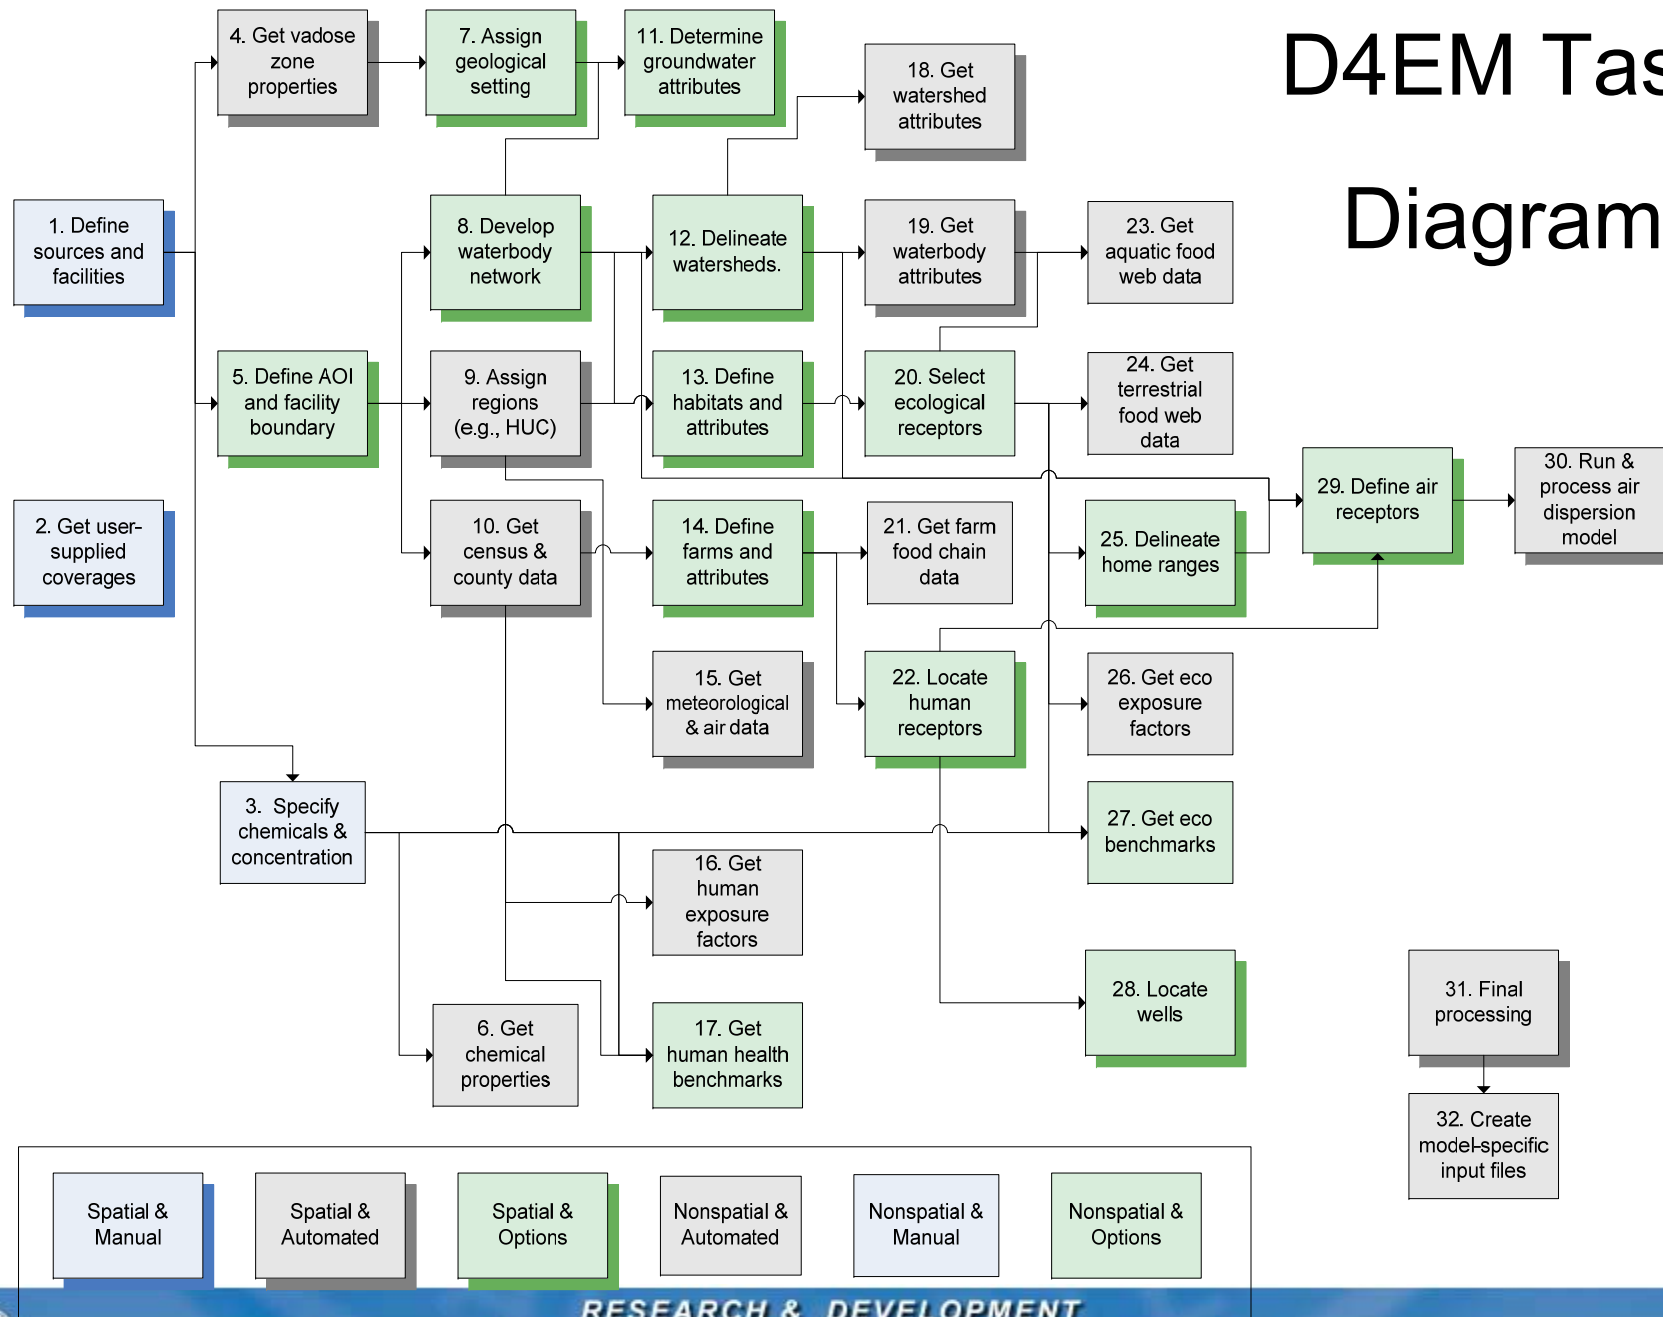 D4EM Tas
Diagram
4. Get vadose
zone
properties
7. Assign
geological
setting
11. Determine
groundwater
attributes
18. Get
watershed
attributes
1. Define
sources and
facilities
8. Develop
waterbody
network
12. Delineate
watersheds.
19. Get
waterbody
attributes
23. Get
aquatic food
web data
5. Define AOI
and facility
boundary
9. Assign
regions
(e.g., HUC)
13. Define
habitats and
attributes
20. Select
ecological
receptors
24. Get
terrestrial
food web
data
29. Define air
receptors
30. Run &
process air
dispersion
model
2. Get user-
supplied
coverages
10. Get
census &
county data
14. Define
farms and
attributes
21. Get farm
food chain
data
25. Delineate
home ranges
15. Get
meteorological
& air data
22. Locate
human
receptors
26. Get eco
exposure
factors
3. Specify
chemicals &
concentration
27. Get eco
benchmarks
16. Get
human
exposure
factors
28. Locate
wells
31. Final
processing
6. Get
chemical
properties
17. Get
human health
benchmarks
32. Create
model-specific
input files
Spatial &
Manual
Spatial &
Automated
Spatial &
Options
Nonspatial &
Automated
Nonspatial &
Manual
Nonspatial &
Options
RESEARCH & DEVELOPMENT